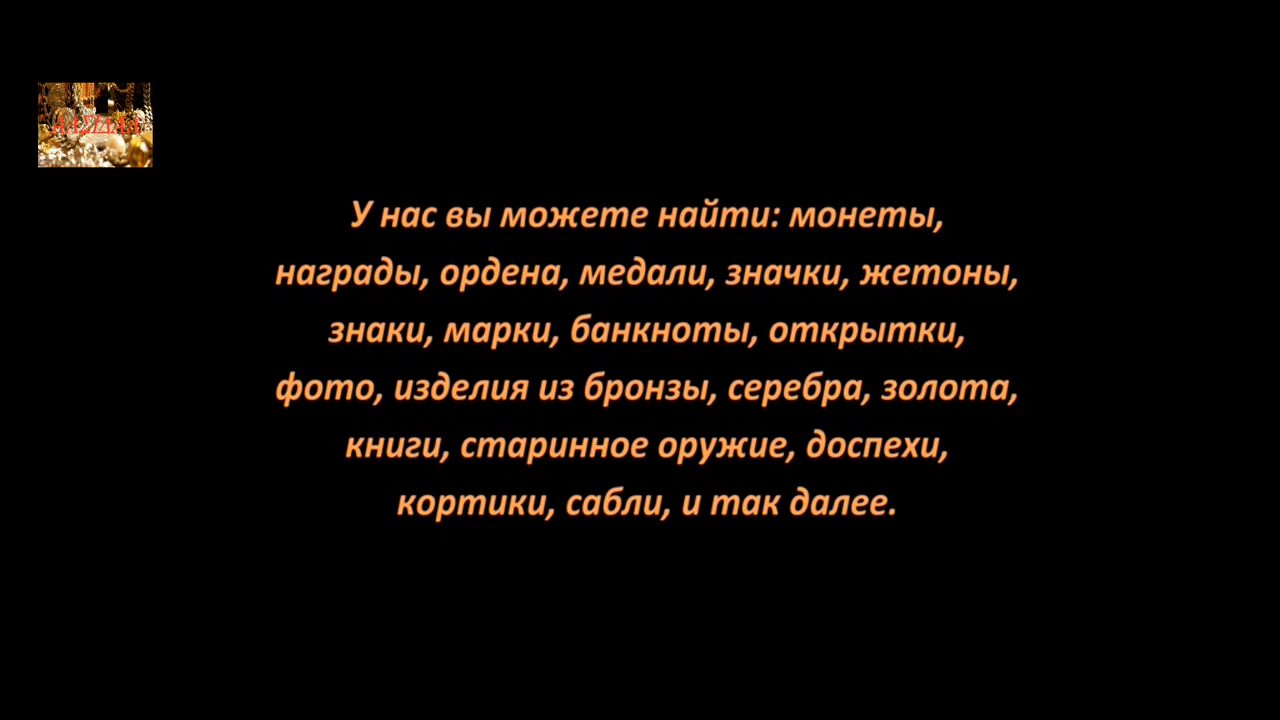 У нас вы можете найти: монеты,
награды, ордена, медали, значки, жетоны,
знаки, марки, банкноты, открытки,
фото, изделия из бронзы, серебра, золота,
книги, старинное оружие, доспехи,
кортики, сабли, и так далее.